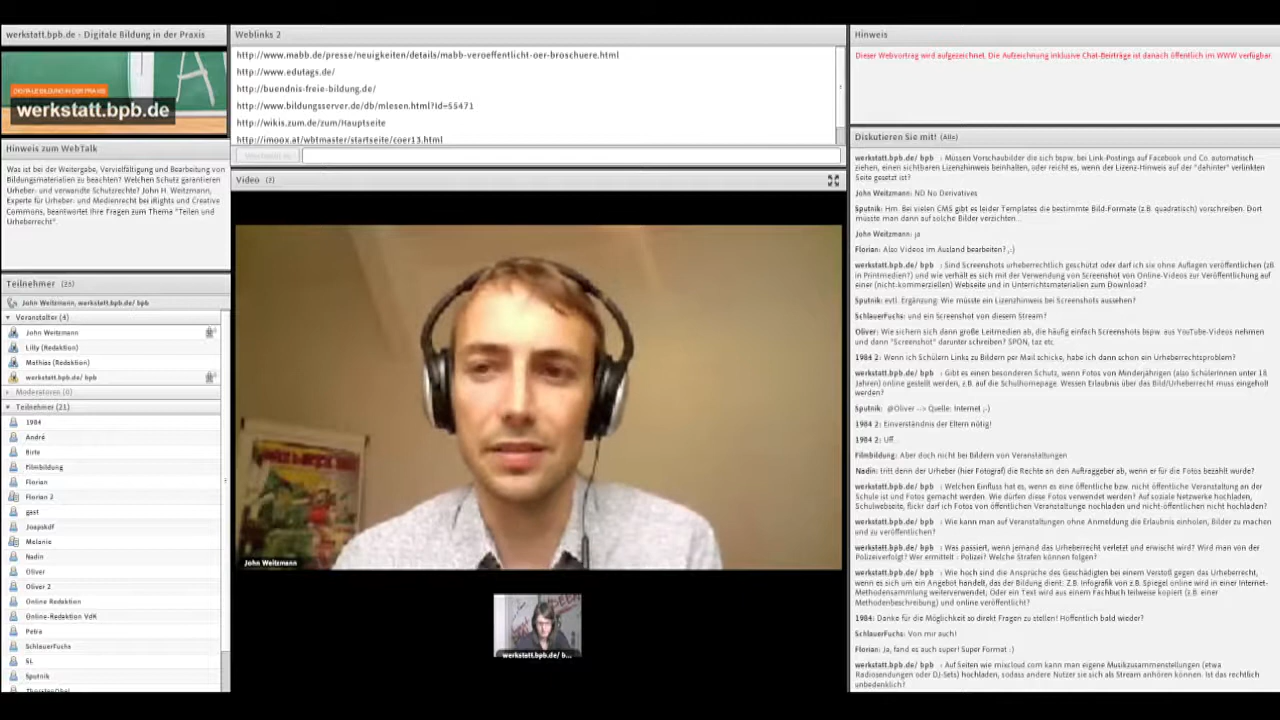 werkstatt.bpb.de - Digitale Bildung in der Praxis
DIGITALE BILDUNG IN DER PRAXIS
werkstatt.bpb.de
Hinweis zum WebTalk
Was ist bei der Weitergabe, Vervielfältigung und Bearbeitung von
Bildungsmaterialien zu beachten? Welchen Schutz garantieren
Urheber- und verwandte Schutzrechte? John H. Weitzmann,
Experte für Urheber- und Medienrecht bei iRights und Creative
Commons, beantwortet Ihre Fragen zum Thema "Teilen und
Urheberrecht".
Teilnehmer (25)
John Weitzmann, werkstatt.bpb.de/ bpb
Veranstalter (4)
John Weitzmann
Lilly (Redaktion)
Mathias (Redaktion)
werkstatt.bpb.de/ bpb
Moderatoren (0)
Teilnehmer (21)
1984
André
Birte
Filmbildung
Florian
Florian 2
gast
Joapskdf
Melanie
Nadin
Oliver
Oliver 2
Online Redaktion
Online-Redaktion VdK
Petra
SchlauerFuchs
SL
Sputnik
Weblinks 2
http://www.mabb.de/presse/neuigkeiten/details/mabb-veroeffentlicht-oer-broschuere.html
http://www.edutags.de/
http://buendnis-freie-bildung.de/
http://www.bildungsserver.de/db/mlesen.html?Id=55471
http://wikis.zum.de/zum/Hauptseite
http://imoox.at/wbtmaster/startseite/coer13.html
Video (2)
John Weitzmann
werkstatt.bpb.de/ b...
Hinweis
Dieser Webvortrag wird aufgezeichnet. Die Aufzeichnung inklusive Chat-Beiträge ist danach öffentlich im WWW verfügbar.
Diskutieren Sie mit! (Alle)
werkstatt.bpb.de/ bpb : Müssen Vorschaubilder die sich bspw. bei Link-Postings auf Facebook und Co. automatisch
ziehen, einen sichtbaren Lizenzhinweis beinhalten, oder reicht es, wenn der Lizenz-Hinweis auf der "dahinter" verlinkten
Seite gesetzt ist?
John Weitzmann: ND No Derivatives
Sputnik: Hm. Bei vielen CMS gibt es leider Templates die bestimmte Bild-Formate (z.B. quadratisch) vorschreiben. Dort
müsste man dann auf solche Bilder verzichten...
John Weitzmann: ja
Florian: Also Videos im Ausland bearbeiten? ;-)
werkstatt.bpb.de/ bpb : Sind Screenshots urheberrechtlich geschützt oder darf ich sie ohne Auflagen veröffentlichen (zB
in Printmedien)? und wie verhält es sich mit der Verwendung von Screenshot von Online-Videos zur Veröffentlichung auf
einer (nicht-kommerziellen) Webseite und in Unterrichtsmaterialien zum Download?
Sputnik: evtl. Ergänzung: Wie müsste ein Lizenzhinweis bei Screenshots aussehen?
SchlauerFuchs: und ein Screenshot von diesem Stream?
Oliver: Wie sichern sich dann große Leitmedien ab, die häufig einfach Screenshots bspw. aus YouTube-Videos nehmen
und dann "Screenshot" darunter schreiben? SPON, taz etc.
1984 2: Wenn ich Schülern Links zu Bildern per Mail schicke, habe ich dann schon ein Urheberrechtsproblem?
werkstatt.bpb.de/ bpb : Gibt es einen besonderen Schutz, wenn Fotos von Minderjährigen (also SchülerInnen unter 18
Jahren) online gestellt werden, z.B. auf die Schulhomepage. Wessen Erlaubnis über das Bild/Urheberrecht muss eingeholt
werden?
Sputnik: @Oliver --> Quelle: Internet ;-)
1984 2: Einverständnis der Eltern nötig!
1984 2: Uff...
Filmbildung: Aber doch nicht bei Bildern von Veranstaltungen
Nadin: tritt denn der Urheber (hier Fotograf) die Rechte an den Auftraggeber ab, wenn er für die Fotos bezahlt wurde?
werkstatt.bpb.de/ bpb : Welchen Einfluss hat es, wenn es eine öffentliche bzw. nicht öffentliche Veranstaltung an der
Schule ist und Fotos gemacht werden. Wie dürfen diese Fotos verwendet werden? Auf soziale Netzwerke hochladen,
Schulwebseite, flickr darf ich Fotos von öffentlichen Veranstaltunge nochladen und nicht-öffentlichen nicht hochladen?
werkstatt.bpb.de/ bpb : Wie kann man auf Veranstaltungen ohne Anmeldung die Erlaubnis einholen, Bilder zu machen
und zu veröffentlichen?
werkstatt.bpb.de/ bpb : Was passiert, wenn jemand das Urheberrecht verletzt und erwischt wird? Wird man von der
Polizei verfolgt? Wer ermittelt - Polizei? Welche Strafen können folgen?
werkstatt.bpb.de/ bpb : Wie hoch sind die Ansprüche des Geschädigten bei einem Verstoß gegen das Urheberrecht,
wenn es sich um ein Angebot handelt, das der Bildung dient: Z.B. Infografik von z.B. Spiegel online wird in einer Internet-
Methodensammlung weiterverwendet, Oder ein Text wird aus einem Fachbuch teilweise kopiert (z.B. einer
Methodenbeschreibung) und online veröffentlicht?
1984: Danke für die Möglichkeit so direkt Fragen zu stellen! Hoffentlich bald wieder?
SchlauerFuchs: Von mir auch!
Florian: Ja, fand es auch super! Super Format :)
werkstatt.bpb.de/ bpb : Auf Seiten wie mixcloud.com kann man eigene Musikzusammenstellungen (etwa
Radiosendungen oder DJ-Sets) hochladen, sodass andere Nutzer sie sich als Stream anhören können. Ist das rechtlich
unbedenklich?